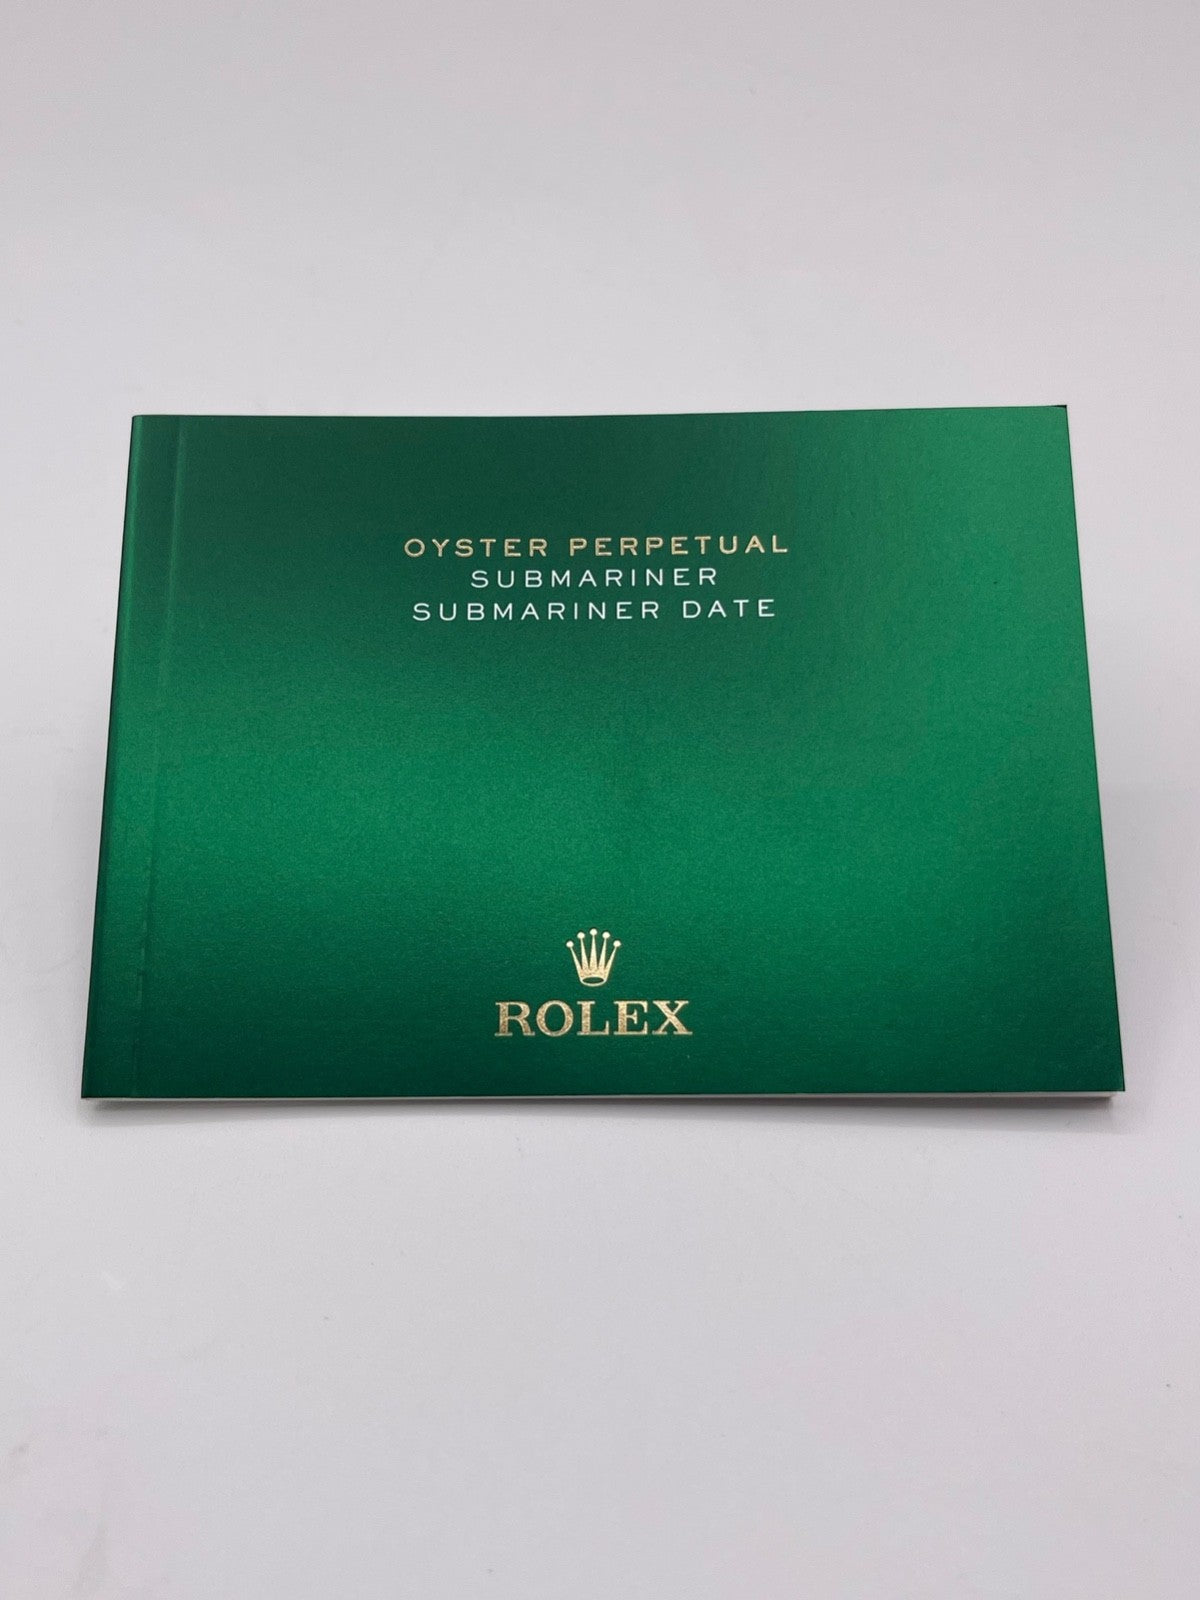 OYSTER PERPETUAL
SUBMARINER
SUBMARINER DATE
ROLEX